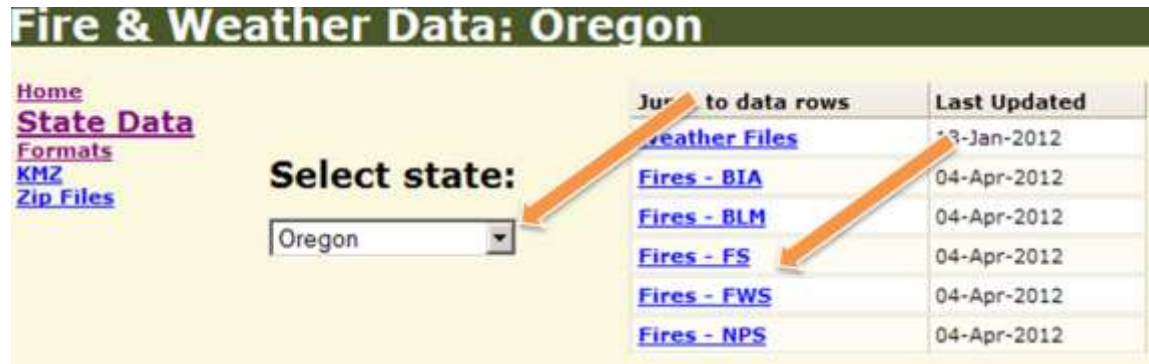 Fire & Weather Data: Oregon
Home
State Data
Formats
KMZ
Zip Files
Select state:
Oregon
to data rows Last Updated
Weather Files -Jan-2012
Fires - BIA 04-Apr-2012
Fires - BLM 04-Apr-2012
Fires - FS 04-Apr-2012
Fires - FWS 04-Apr-2012
Fires - NPS 04-Apr-2012